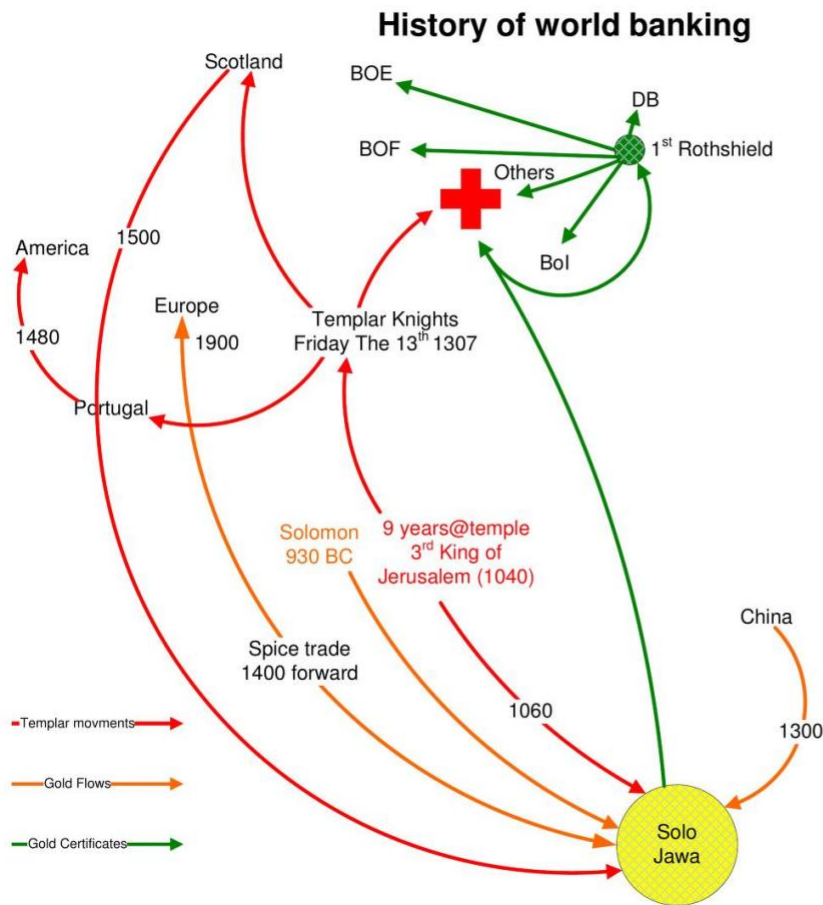 History of world banking
Scotland
BOE
DB
BOF
1st Rothshield
Others
America
1500
BoI
Europe
1480
1900
Templar Knights
Friday The 13th 1307
Portugal
Solomon
930 BC
9 years@temple
3rd King of
Jerusalem (1040)
China
Spice trade
1400 forward
1060
Templar movments
1300
Gold Flows
Solo
Jawa
Gold Certificates